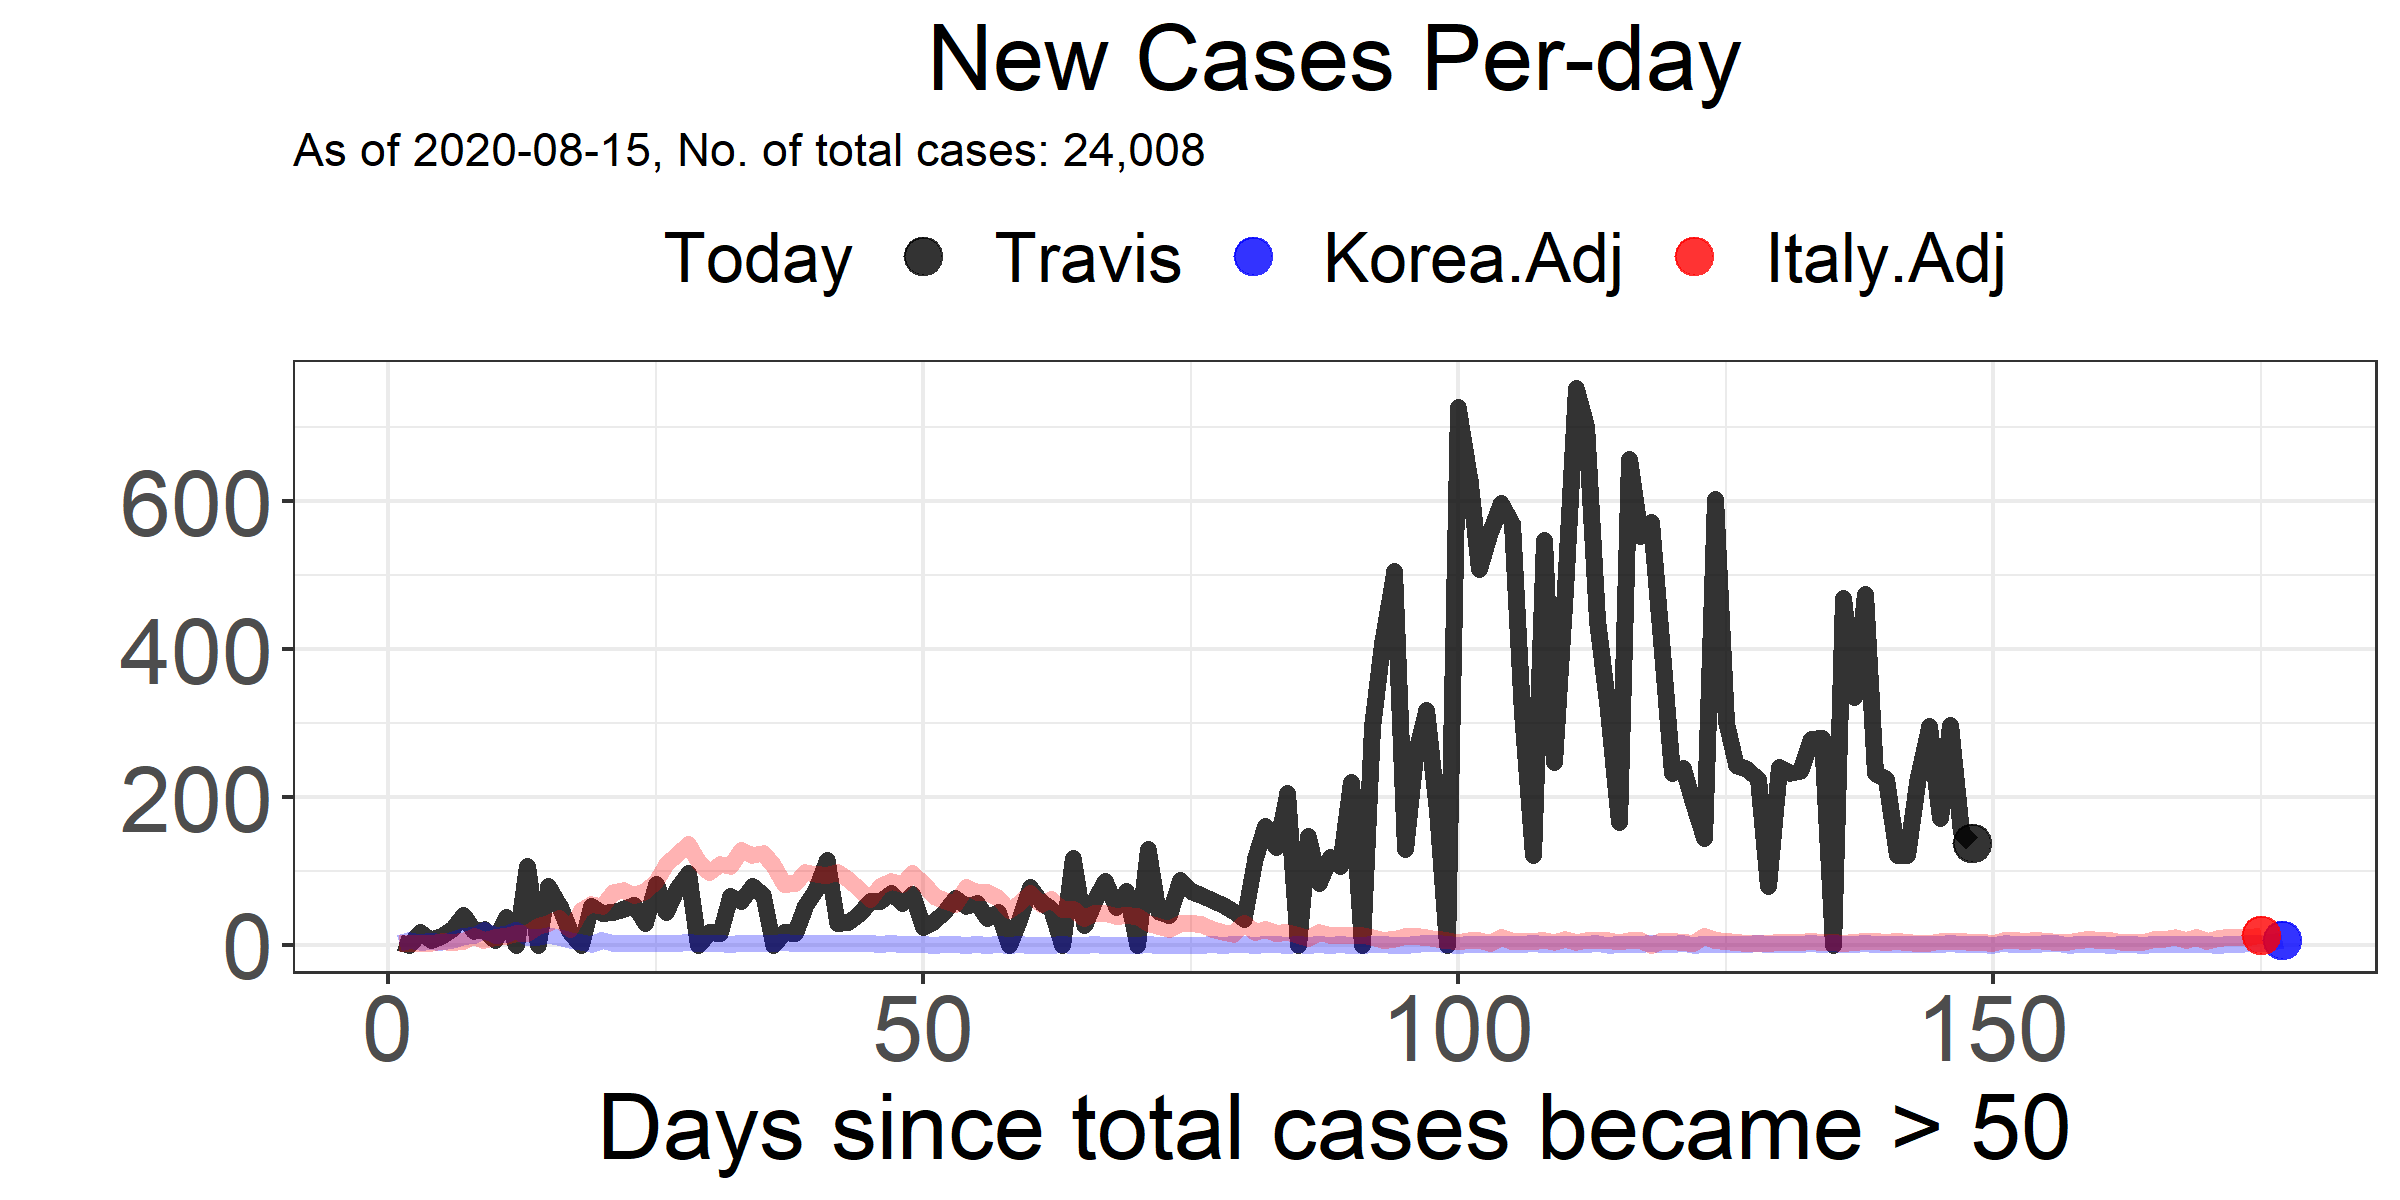 New Cases Per-day
As of 2020-08-15, No. of total cases: 24,008
Today Travis Korea.Adj Italy.Adj
600
400
200
0
0 50 100 150
Days since total cases became > 50